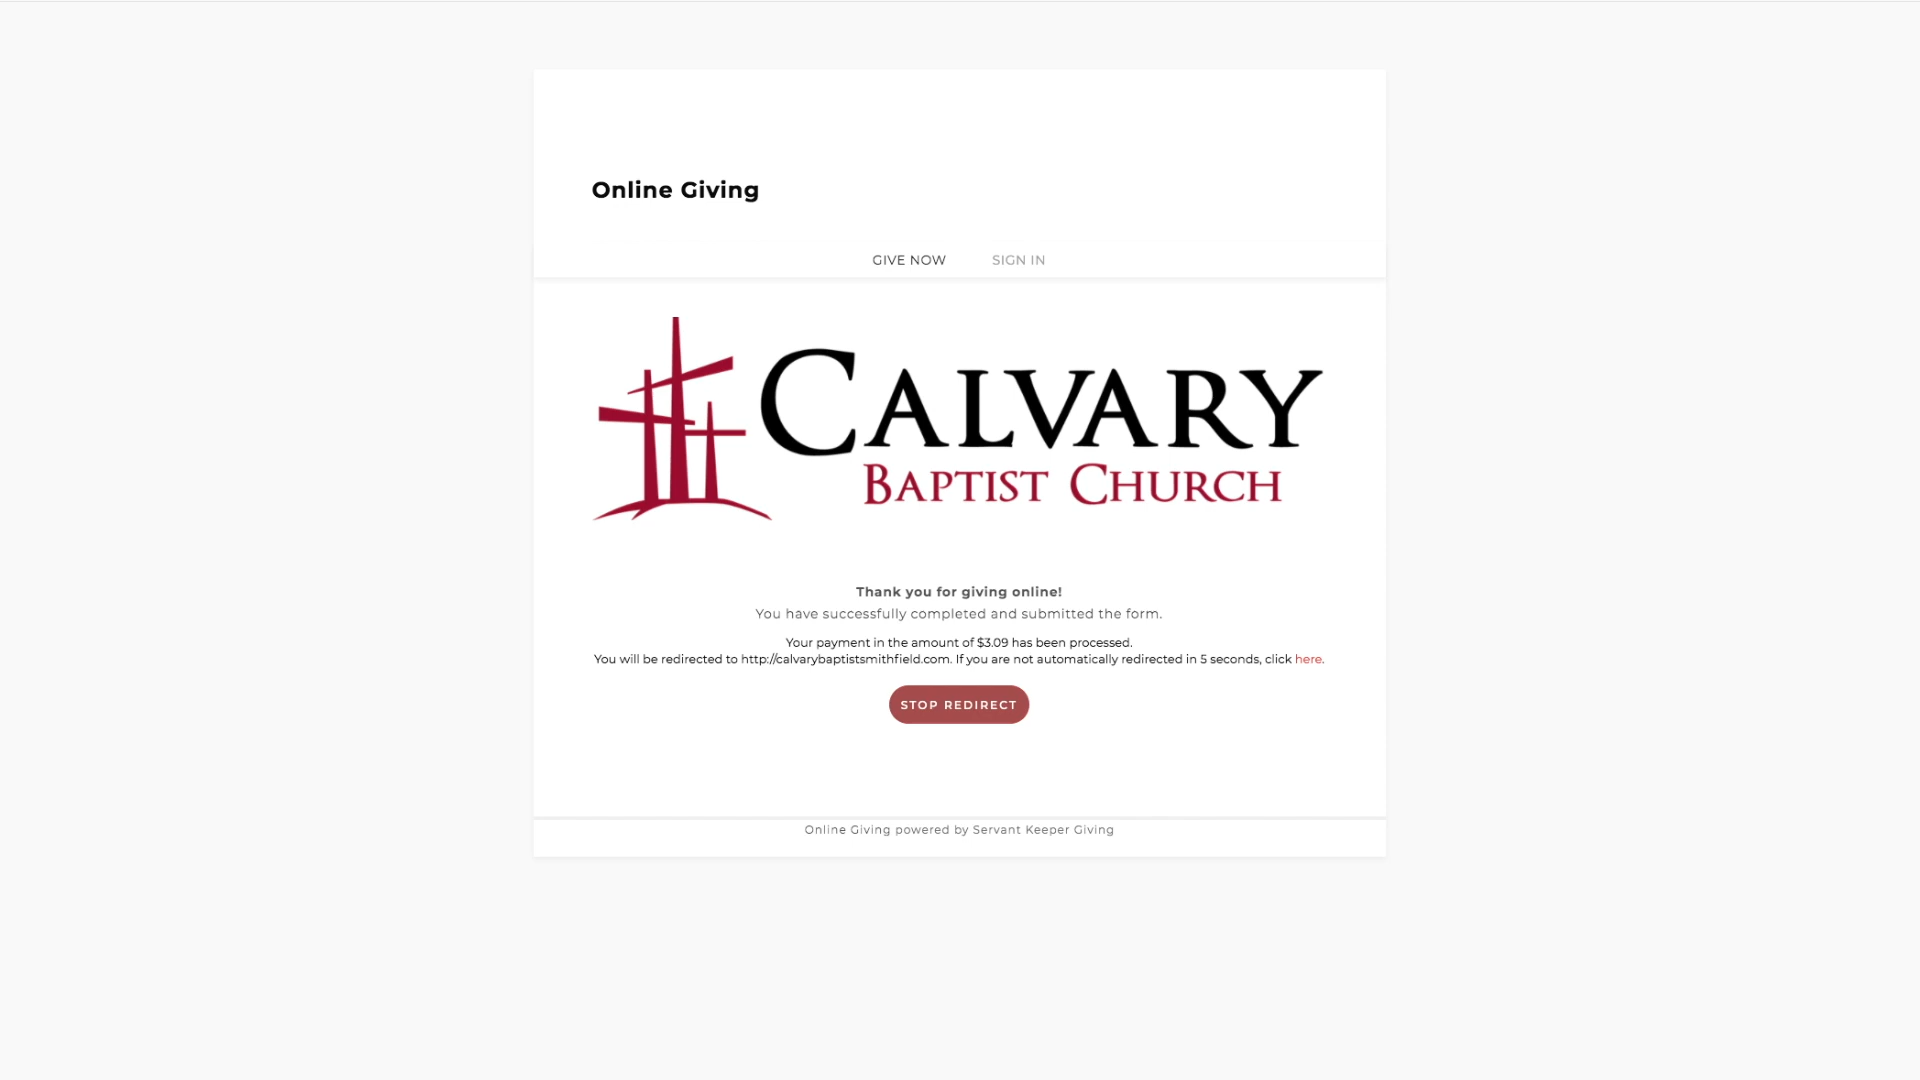 Online Giving
GIVE NOW SIGN IN
CALVARY
BAPTIST CHURCH
Thank you for giving online!
You have successfully completed and submitted the form.
Your payment in the amount of $3.09 has been processed.
You will be redirected to http://calvarybaptistsmithfield.com. If you are not automatically redirected in 5 seconds, click here.
STOP REDIRECT
Online Giving powered by Servant Keeper Giving